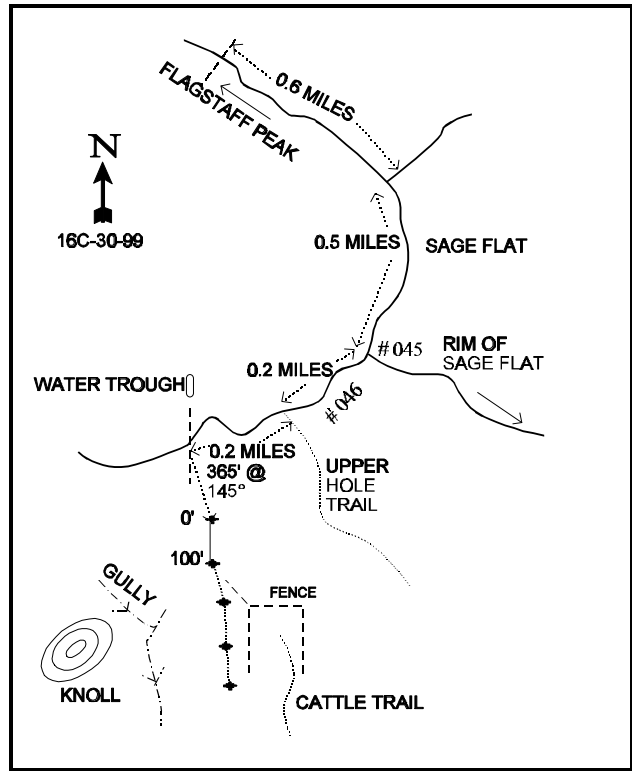 0.6 MILES
FLAGSTAFF PEAK
N
16C-30-99
0.5 MILES
SAGE FLAT
# 045
RIM OF
SAGE FLAT
0.2 MILES
WATER TROUGH
# 046
0.2 MILES
365' @
145°
UPPER
HOLE
TRAIL
0'
100'
GULLY
FENCE
KNOLL
CATTLE TRAIL